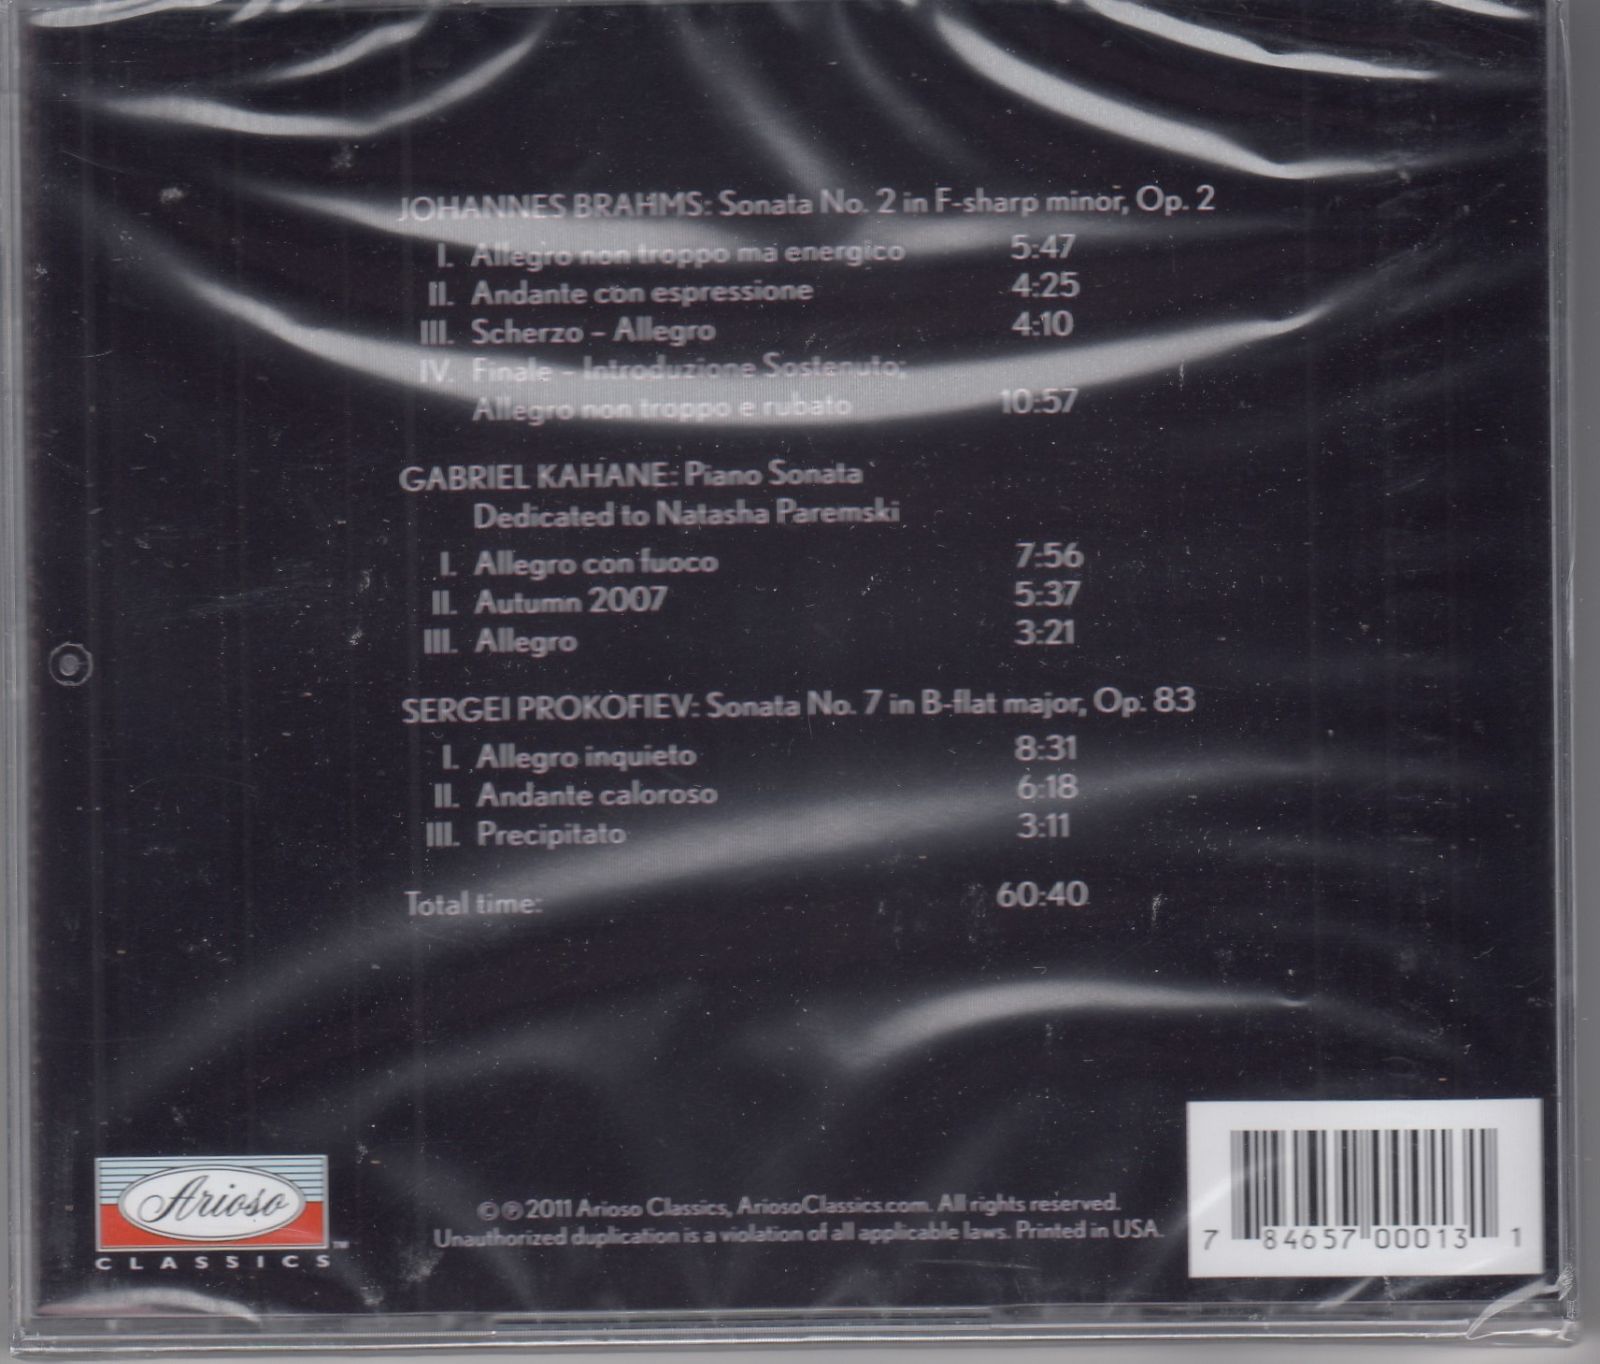 JOHANNES BRAHMS: Sonata No. 2 in F-sharp minor, Op. 2
I. Allegro non troppo ma energico 5:47
II. Andante con espressione 4:25
III. Scherzo – Allegro 4:10
IV. Finale – Introduzione Sostenuto;
Allegro non troppo e rubato 10:57
GABRIEL KAHANE: Piano Sonata
Dedicated to Natasha Paremski
I. Allegro con fuoco 7:56
II. Autumn 2007 5:37
III. Allegro 3:21
SERGEI PROKOFIEV: Sonata No. 7 in B-flat major, Op. 83
I. Allegro inquieto 8:31
II. Andante caloroso 6:18
III. Precipitato 3:11
Total time: 60:40
Arioso
CLASSICS™
©℗ 2011 Arioso Classics, AriosoClassics.com. All rights reserved.
Unauthorized duplication is a violation of all applicable laws. Printed in USA.
7 84657 00013 1